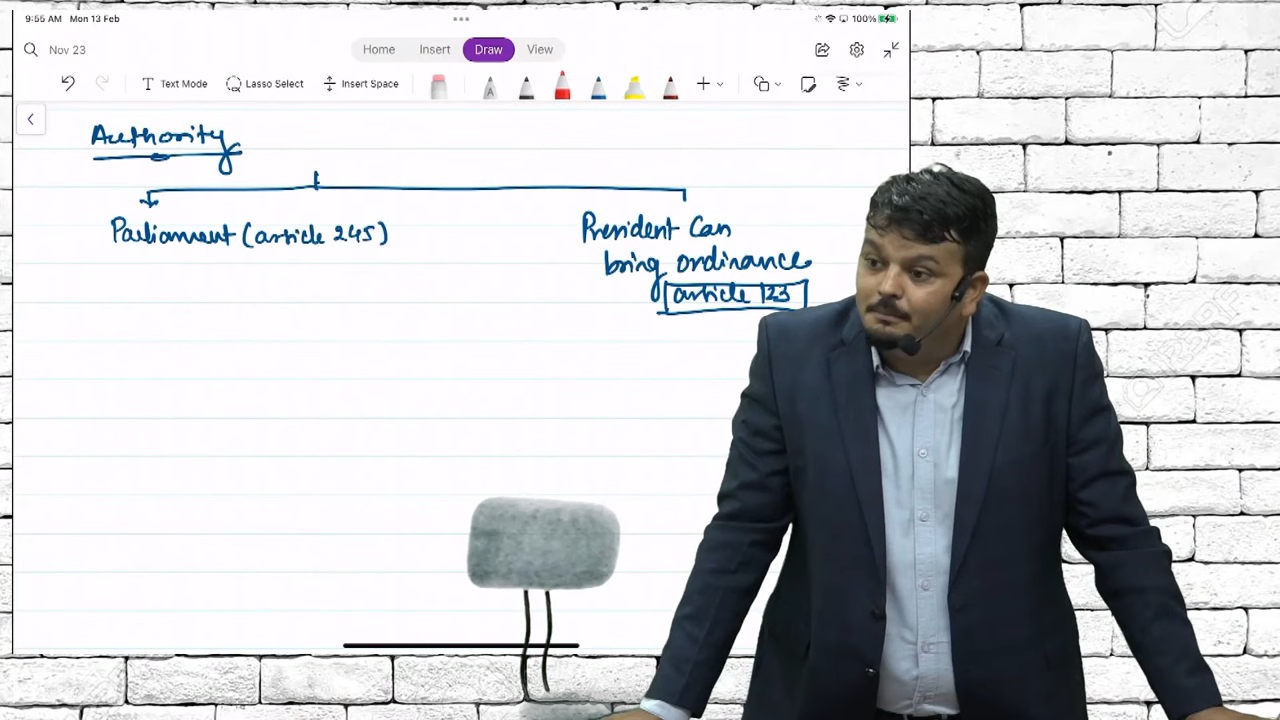 9:55 AM Mon 13 Feb
100%
Nov 23
Home Insert Draw View
Text Mode Lasso Select Insert Space
Authority
Parliament (article 245)
President Can
bring ordinance
article 123